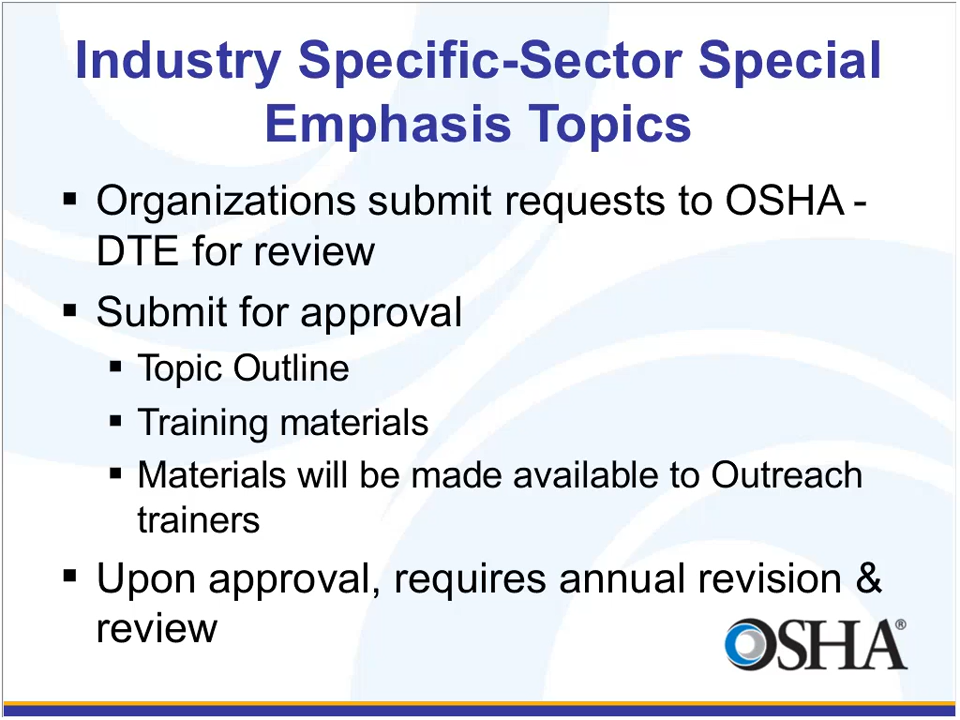 Industry Specific-Sector Special
Emphasis Topics
▪ Organizations submit requests to OSHA -
DTE for review
▪ Submit for approval
▪ Topic Outline
▪ Training materials
▪ Materials will be made available to Outreach
trainers
▪ Upon approval, requires annual revision &
review
OSHA®